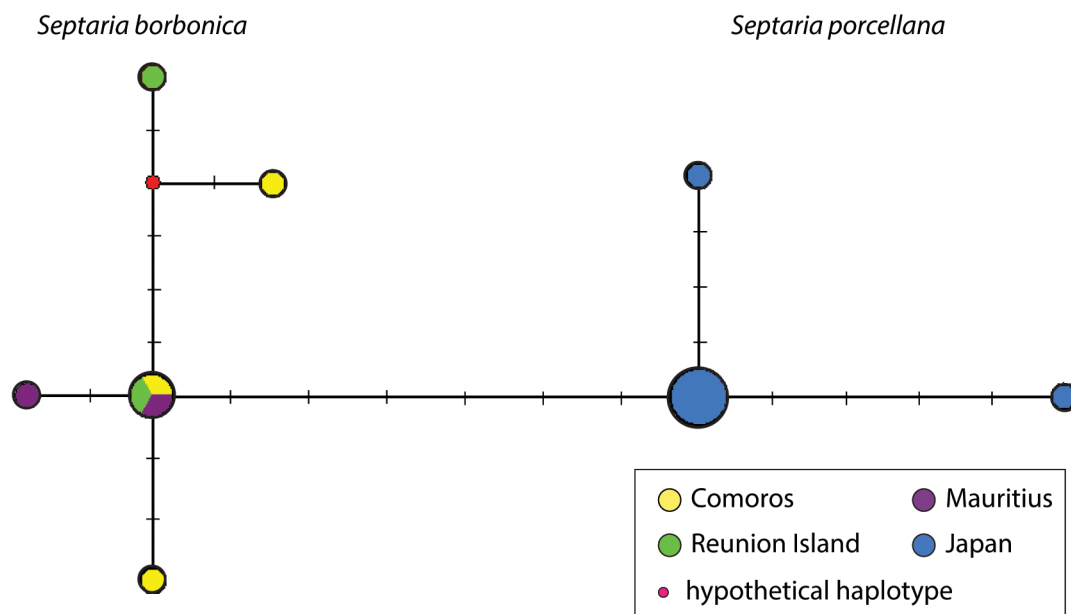 Septaria borbonica
Septaria porcellana
Comoros
Mauritius
Reunion Island
Japan
hypothetical haplotype